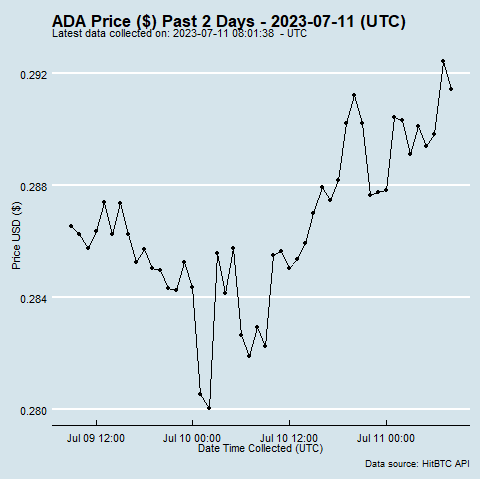 ADA Price ($) Past 2 Days - 2023-07-11 (UTC)
Latest data collected on: 2023-07-11 08:01:38 - UTC
0.292
0.288
0.284
0.280
Price USD ($)
Jul 09 12:00 Jul 10 00:00 Jul 10 12:00 Jul 11 00:00
Date Time Collected (UTC)
Data source: HitBTC API